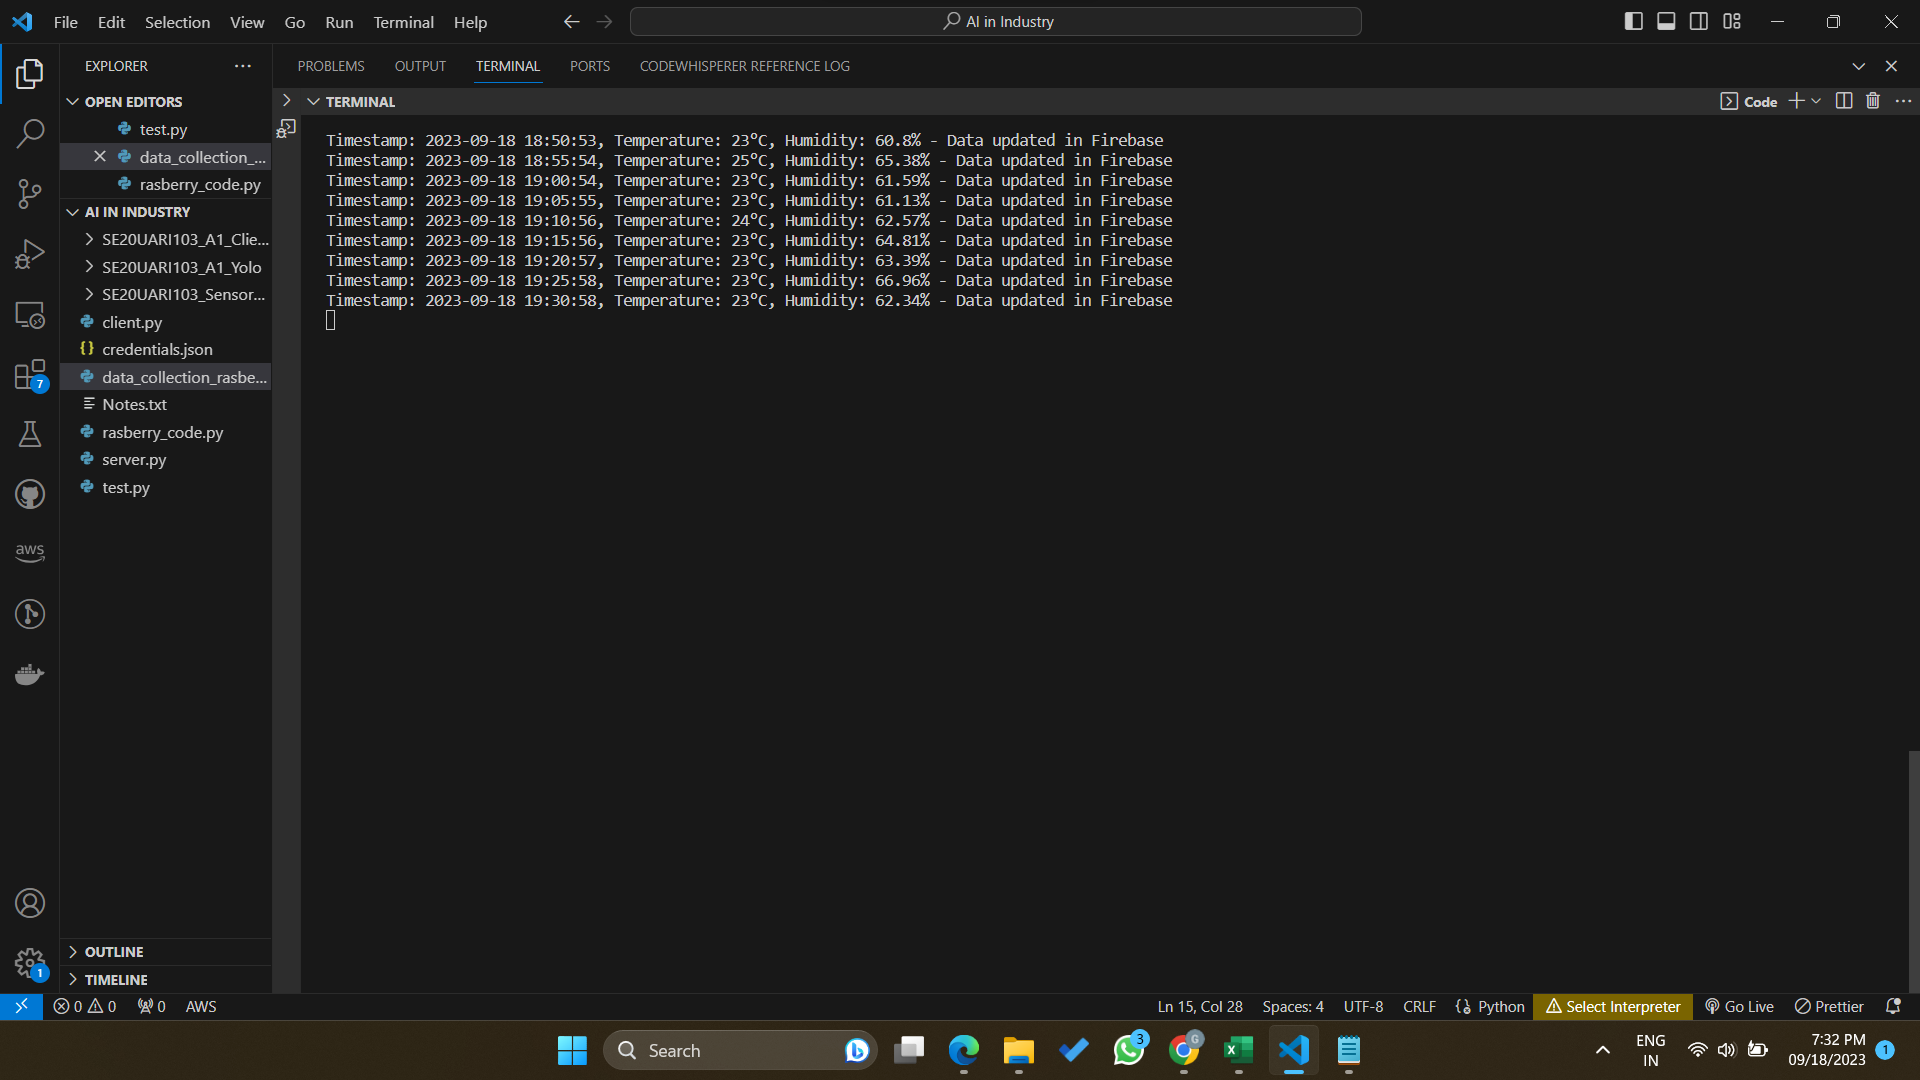 File Edit Selection View Go Run Terminal Help
AI in Industry
EXPLORER
PROBLEMS OUTPUT TERMINAL PORTS CODEWHISPERER REFERENCE LOG
OPEN EDITORS
test.py
data_collection_...
rasberry_code.py
AI IN INDUSTRY
SE20UARI103_A1_Clie...
SE20UARI103_A1_Yolo
SE20UARI103_Sensor...
client.py
credentials.json
data_collection_rasbe...
Notes.txt
rasberry_code.py
server.py
test.py
OUTLINE
TIMELINE
TERMINAL
Code
Timestamp: 2023-09-18 18:50:53, Temperature: 23°C, Humidity: 60.8% - Data updated in Firebase
Timestamp: 2023-09-18 18:55:54, Temperature: 25°C, Humidity: 65.38% - Data updated in Firebase
Timestamp: 2023-09-18 19:00:54, Temperature: 23°C, Humidity: 61.59% - Data updated in Firebase
Timestamp: 2023-09-18 19:05:55, Temperature: 23°C, Humidity: 61.13% - Data updated in Firebase
Timestamp: 2023-09-18 19:10:56, Temperature: 24°C, Humidity: 62.57% - Data updated in Firebase
Timestamp: 2023-09-18 19:15:56, Temperature: 23°C, Humidity: 64.81% - Data updated in Firebase
Timestamp: 2023-09-18 19:20:57, Temperature: 23°C, Humidity: 63.39% - Data updated in Firebase
Timestamp: 2023-09-18 19:25:58, Temperature: 23°C, Humidity: 66.96% - Data updated in Firebase
Timestamp: 2023-09-18 19:30:58, Temperature: 23°C, Humidity: 62.34% - Data updated in Firebase
7
aws
1
0 0 0 AWS
Ln 15, Col 28 Spaces: 4 UTF-8 CRLF Python Select Interpreter Go Live Prettier
Search
3
G
ENG
IN
7:32 PM
09/18/2023
1